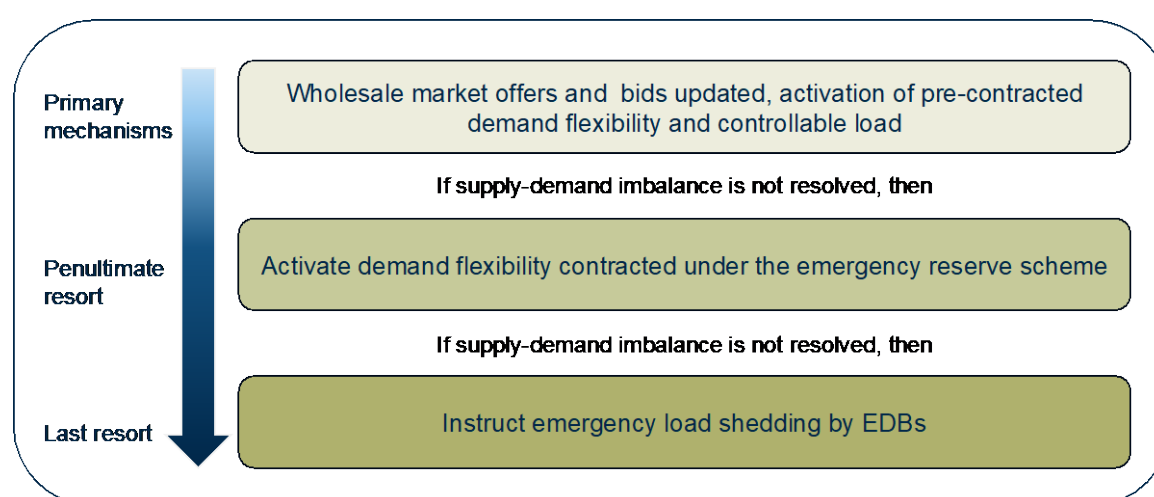 Primary
mechanisms
Wholesale market offers and bids updated, activation of pre-contracted
demand flexibility and controllable load
If supply-demand imbalance is not resolved, then
Penultimate
resort
Activate demand flexibility contracted under the emergency reserve scheme
If supply-demand imbalance is not resolved, then
Last resort
Instruct emergency load shedding by EDBs